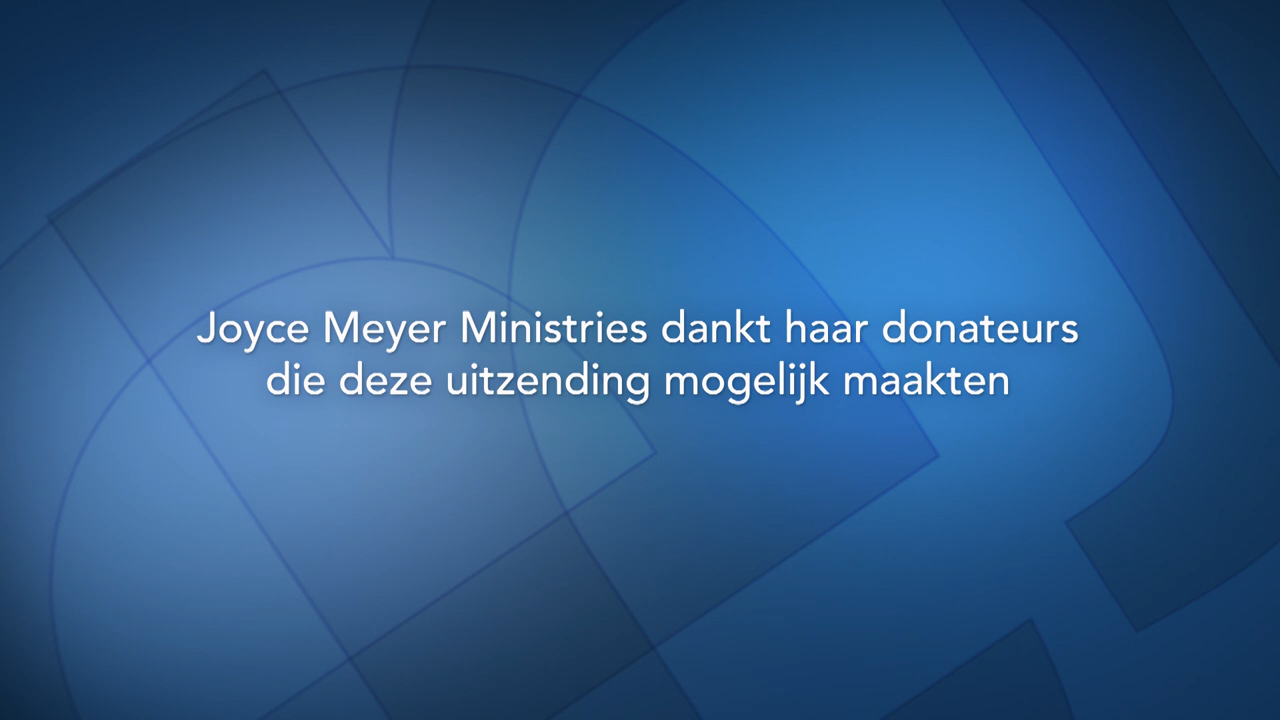 Joyce Meyer Ministries dankt haar donateurs
die deze uitzending mogelijk maakten